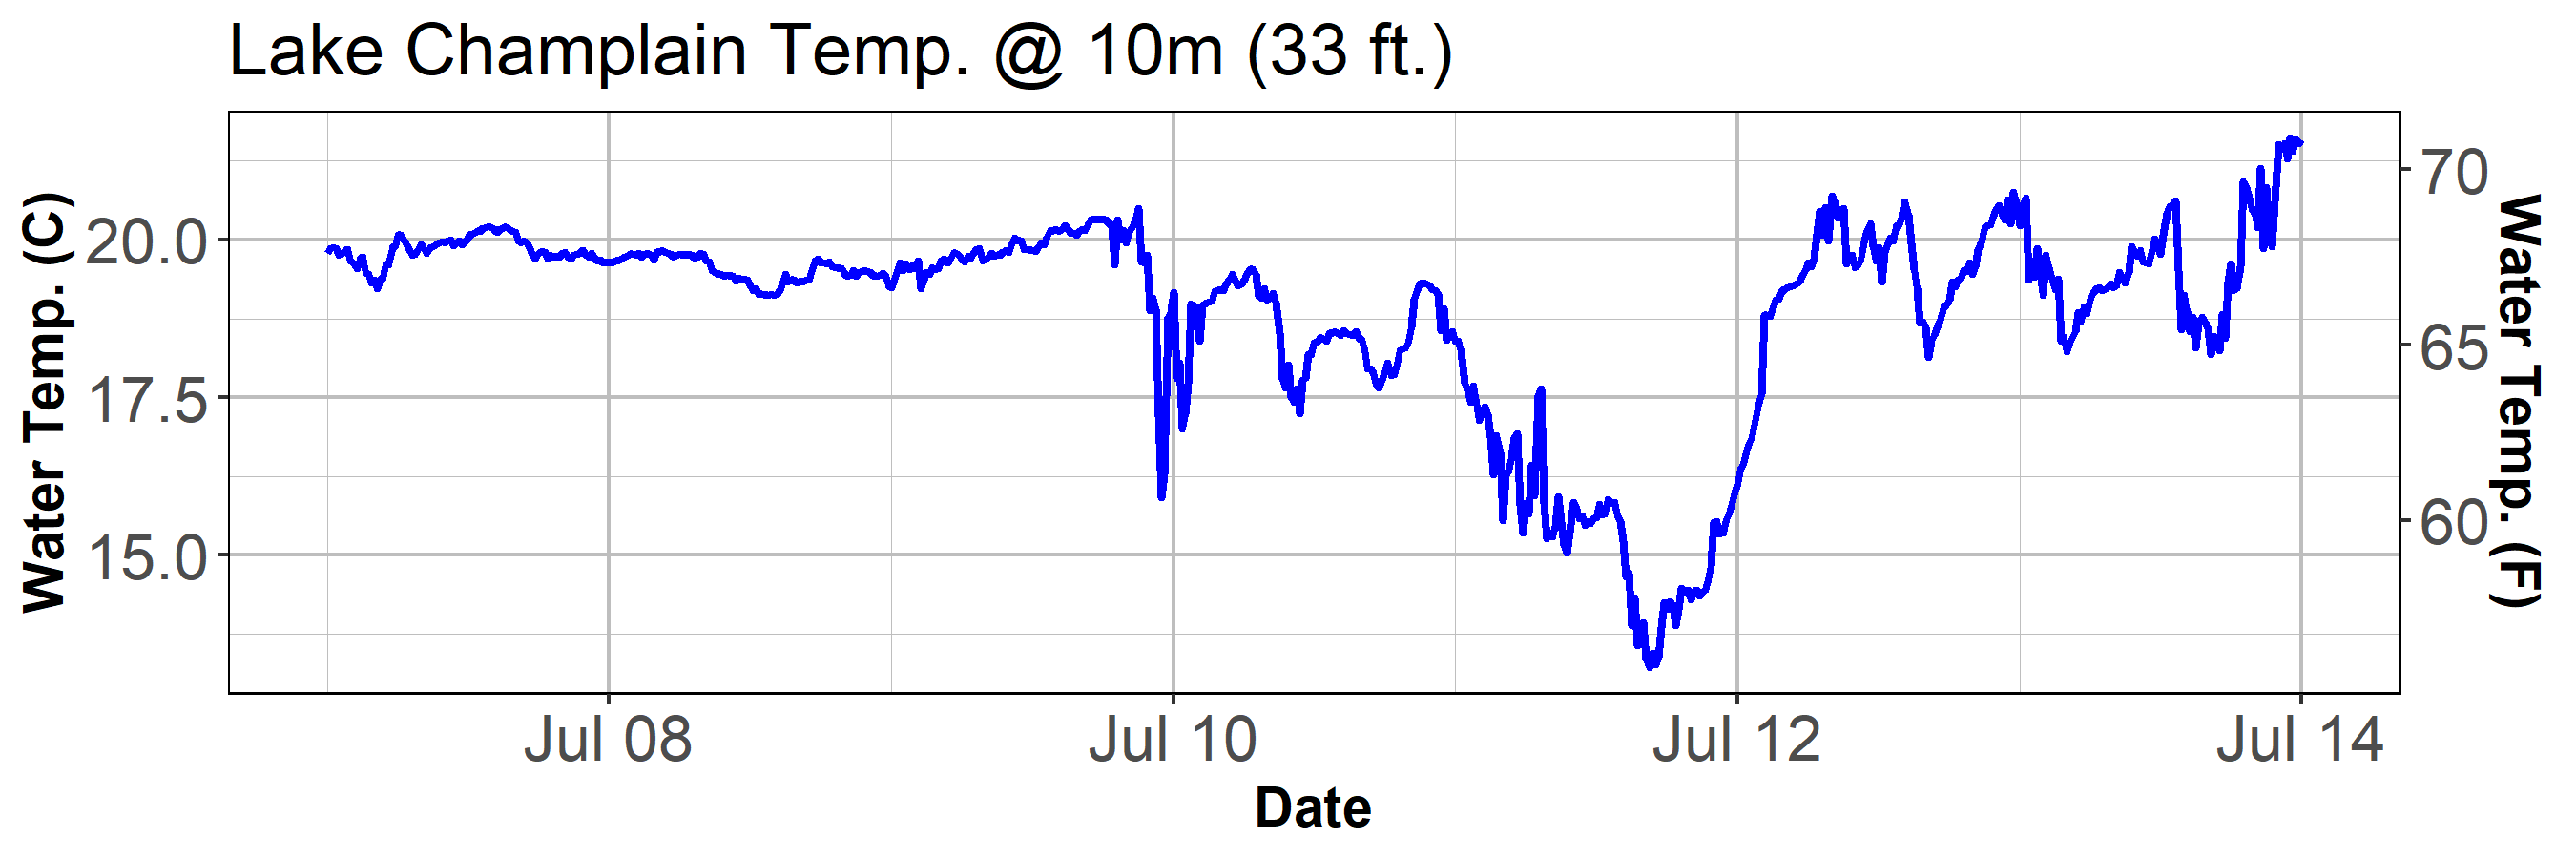 Lake Champlain Temp. @ 10m (33 ft.)
Water Temp. (C)
20.0
17.5
15.0
70
65
60
Water Temp. (F)
Jul 08
Jul 10
Jul 12
Jul 14
Date